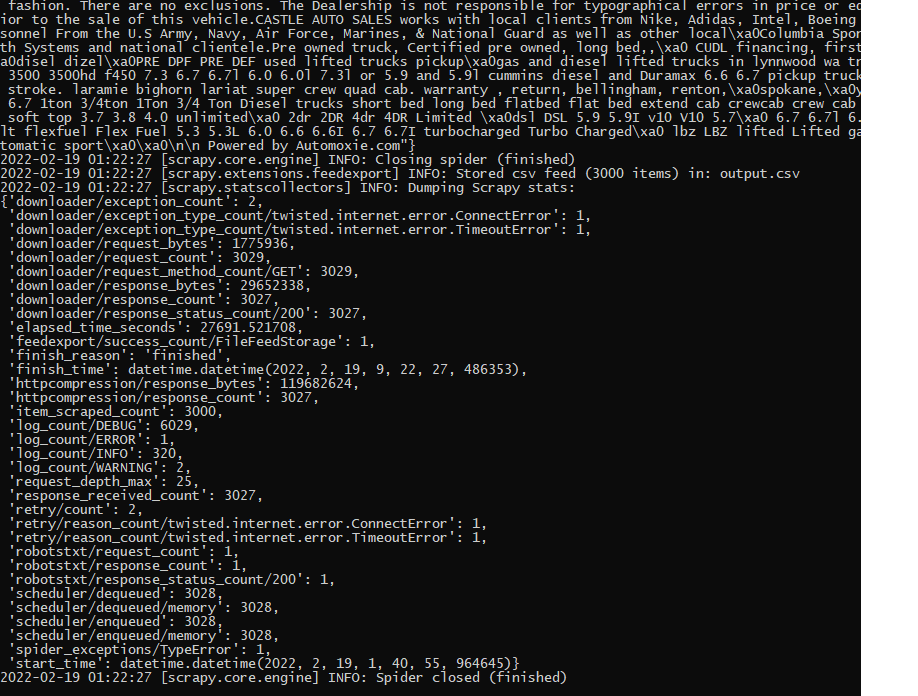 fashion. There are no exclusions. The Dealership is not responsible for typographical errors in price or ed
ior to the sale of this vehicle.CASTLE AUTO SALES works with local clients from Nike, Adidas, Intel, Boeing
sonnel From the U.S Army, Navy, Air Force, Marines, & National Guard as well as other local\xa0Columbia Spor
th Systems and national clientele.Pre owned truck, Certified pre owned, long bed,,\xa0 CUDL financing, first
a0disel dizel\xa0PRE DPF PRE DEF used lifted trucks pickup\xa0gas and diesel lifted trucks in lynnwood wa tr
3500 3500hd f450 7.3 6.7 6.7l 6.0 6.0l 7.3l or 5.9 and 5.9l cummins diesel and Duramax 6.6 6.7 pickup truck
stroke. laramie bighorn lariat super crew quad cab. warranty , return, bellingham, renton,\xa0spokane,\xa0y
6.7 1ton 3/4ton 1Ton 3/4 Ton Diesel trucks short bed long bed flatbed flat bed extend cab crewcab crew cab
soft top 3.7 3.8 4.0 unlimited\xa0 2dr 2DR 4dr 4DR Limited \xa0dsl DSL 5.9 5.9I v10 V10 5.7\xa0 6.7 6.7l 6.
lt flexfuel Flex Fuel 5.3 5.3L 6.0 6.6 6.6I 6.7 6.7I turbocharged Turbo Charged\xa0 lbz LBZ lifted Lifted ga
tomatic sport\xa0\xa0\n\n Powered by Automoxie.com"}
2022-02-19 01:22:27 [scrapy.core.engine] INFO: Closing spider (finished)
2022-02-19 01:22:27 [scrapy.extensions.feedexport] INFO: Stored csv feed (3000 items) in: output.csv
2022-02-19 01:22:27 [scrapy.statscollectors] INFO: Dumping Scrapy stats:
{'downloader/exception_count': 2,
'downloader/exception_type_count/twisted.internet.error.ConnectError': 1,
'downloader/exception_type_count/twisted.internet.error.TimeoutError': 1,
'downloader/request_bytes': 1775936,
'downloader/request_count': 3029,
'downloader/request_method_count/GET': 3029,
'downloader/response_bytes': 29652338,
'downloader/response_count': 3027,
'downloader/response_status_count/200': 3027,
'elapsed_time_seconds': 27691.521708,
'feedexport/success_count/FileFeedStorage': 1,
'finish_reason': 'finished',
'finish_time': datetime.datetime(2022, 2, 19, 9, 22, 27, 486353),
'httpcompression/response_bytes': 119682624,
'httpcompression/response_count': 3027,
'item_scraped_count': 3000,
'log_count/DEBUG': 6029,
'log_count/ERROR': 1,
'log_count/INFO': 320,
'log_count/WARNING': 2,
'request_depth_max': 25,
'response_received_count': 3027,
'retry/count': 2,
'retry/reason_count/twisted.internet.error.ConnectError': 1,
'retry/reason_count/twisted.internet.error.TimeoutError': 1,
'robotstxt/request_count': 1,
'robotstxt/response_count': 1,
'robotstxt/response_status_count/200': 1,
'scheduler/dequeued': 3028,
'scheduler/dequeued/memory': 3028,
'scheduler/enqueued': 3028,
'scheduler/enqueued/memory': 3028,
'spider_exceptions/TypeError': 1,
'start_time': datetime.datetime(2022, 2, 19, 1, 40, 55, 964645)}
2022-02-19 01:22:27 [scrapy.core.engine] INFO: Spider closed (finished)